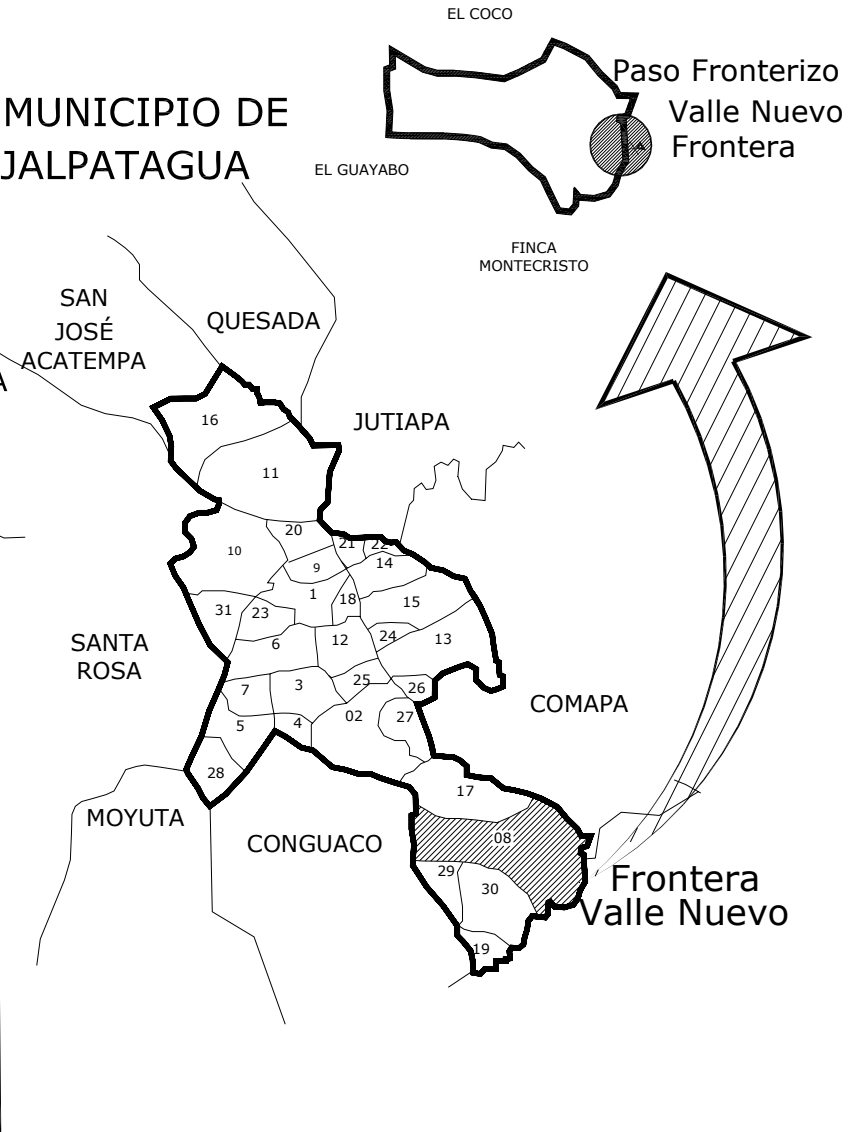 EL COCO
Paso Fronterizo
Valle Nuevo
Frontera
MUNICIPIO DE
JALPATAGUA
EL GUAYABO
FINCA
MONTECRISTO
SAN
JOSÉ
ACATEMPA
QUESADA
A
JUTIAPA
16
11
20
21
22
10
9
14
1
18
15
31
23
6
12
24
13
SANTA
ROSA
7
3
25
26
COMAPA
5
4
02
27
28
17
MOYUTA
CONGUACO
08
29
30
Frontera
Valle Nuevo
19